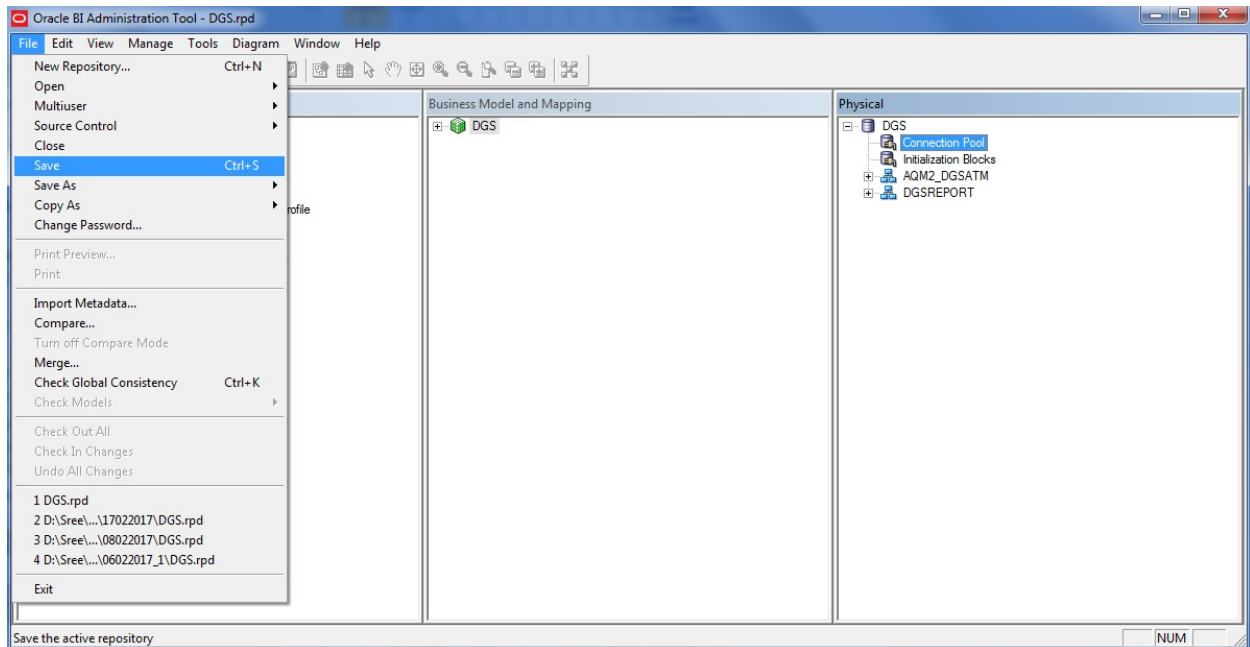 Oracle BI Administration Tool - DGS.rpd
File Edit View Manage Tools Diagram Window Help
New Repository... Ctrl+N
Open
Multiuser
Source Control
Close
Save Ctrl+S
Save As
Copy As
Change Password...
Print Preview...
Print
Import Metadata...
Compare...
Turn off Compare Mode
Merge...
Check Global Consistency Ctrl+K
Check Models
Check Out All
Check In Changes
Undo All Changes
1 DGS.rpd
2 D:\Sree\...\17022017\DGS.rpd
3 D:\Sree\...\08022017\DGS.rpd
4 D:\Sree\...\06022017_1\DGS.rpd
Exit
rofile
Business Model and Mapping
DGS
Physical
DGS
Connection Pool
Initialization Blocks
AQM2_DGSATM
DGSREPORT
Save the active repository
NUM